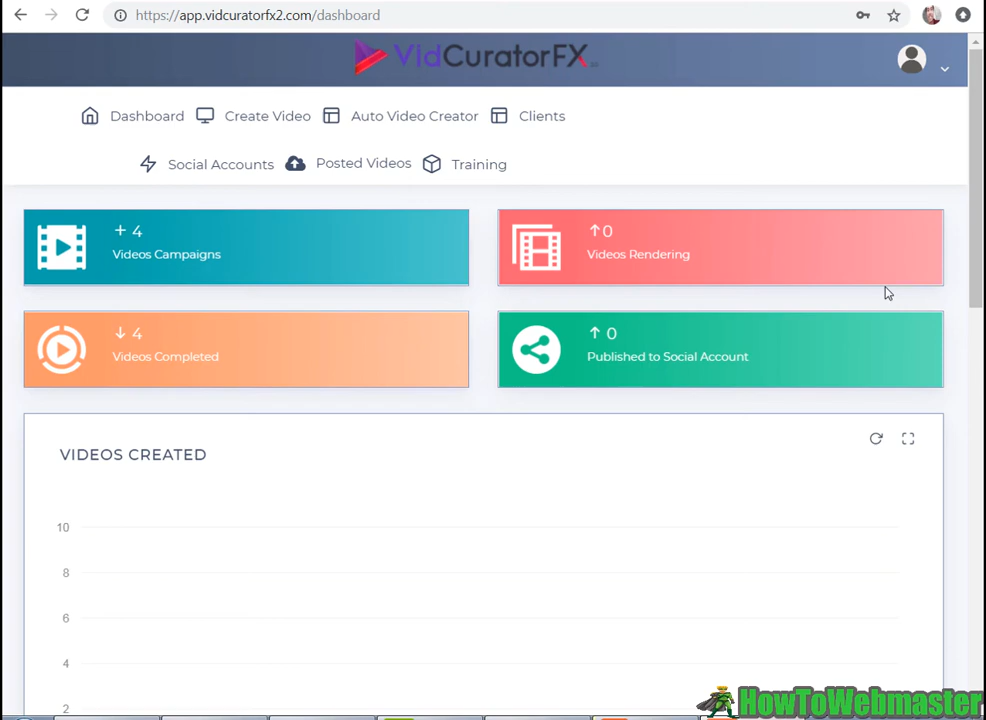 https://app.vidcuratorfx2.com/dashboard
VidCuratorFX
Dashboard Create Video Auto Video Creator Clients
Social Accounts Posted Videos Training
+ 4
Videos Campaigns
↑0
Videos Rendering
↓ 4
Videos Completed
↑ 0
Published to Social Account
VIDEOS CREATED
10
8
6
4
2
HowToWebmaster